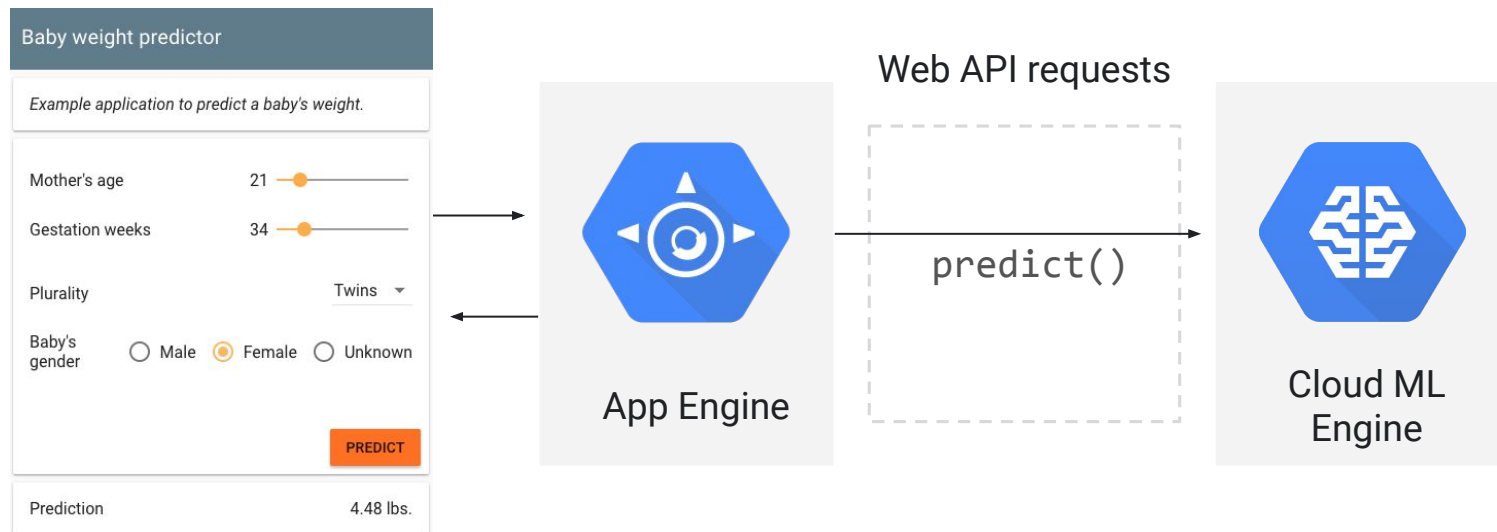 Baby weight predictor
Example application to predict a baby's weight.
Mother's age 21
Gestation weeks 34
Plurality Twins
Baby's
gender Male Female Unknown
PREDICT
Prediction 4.48 lbs.
App Engine
Web API requests
predict()
Cloud ML
Engine